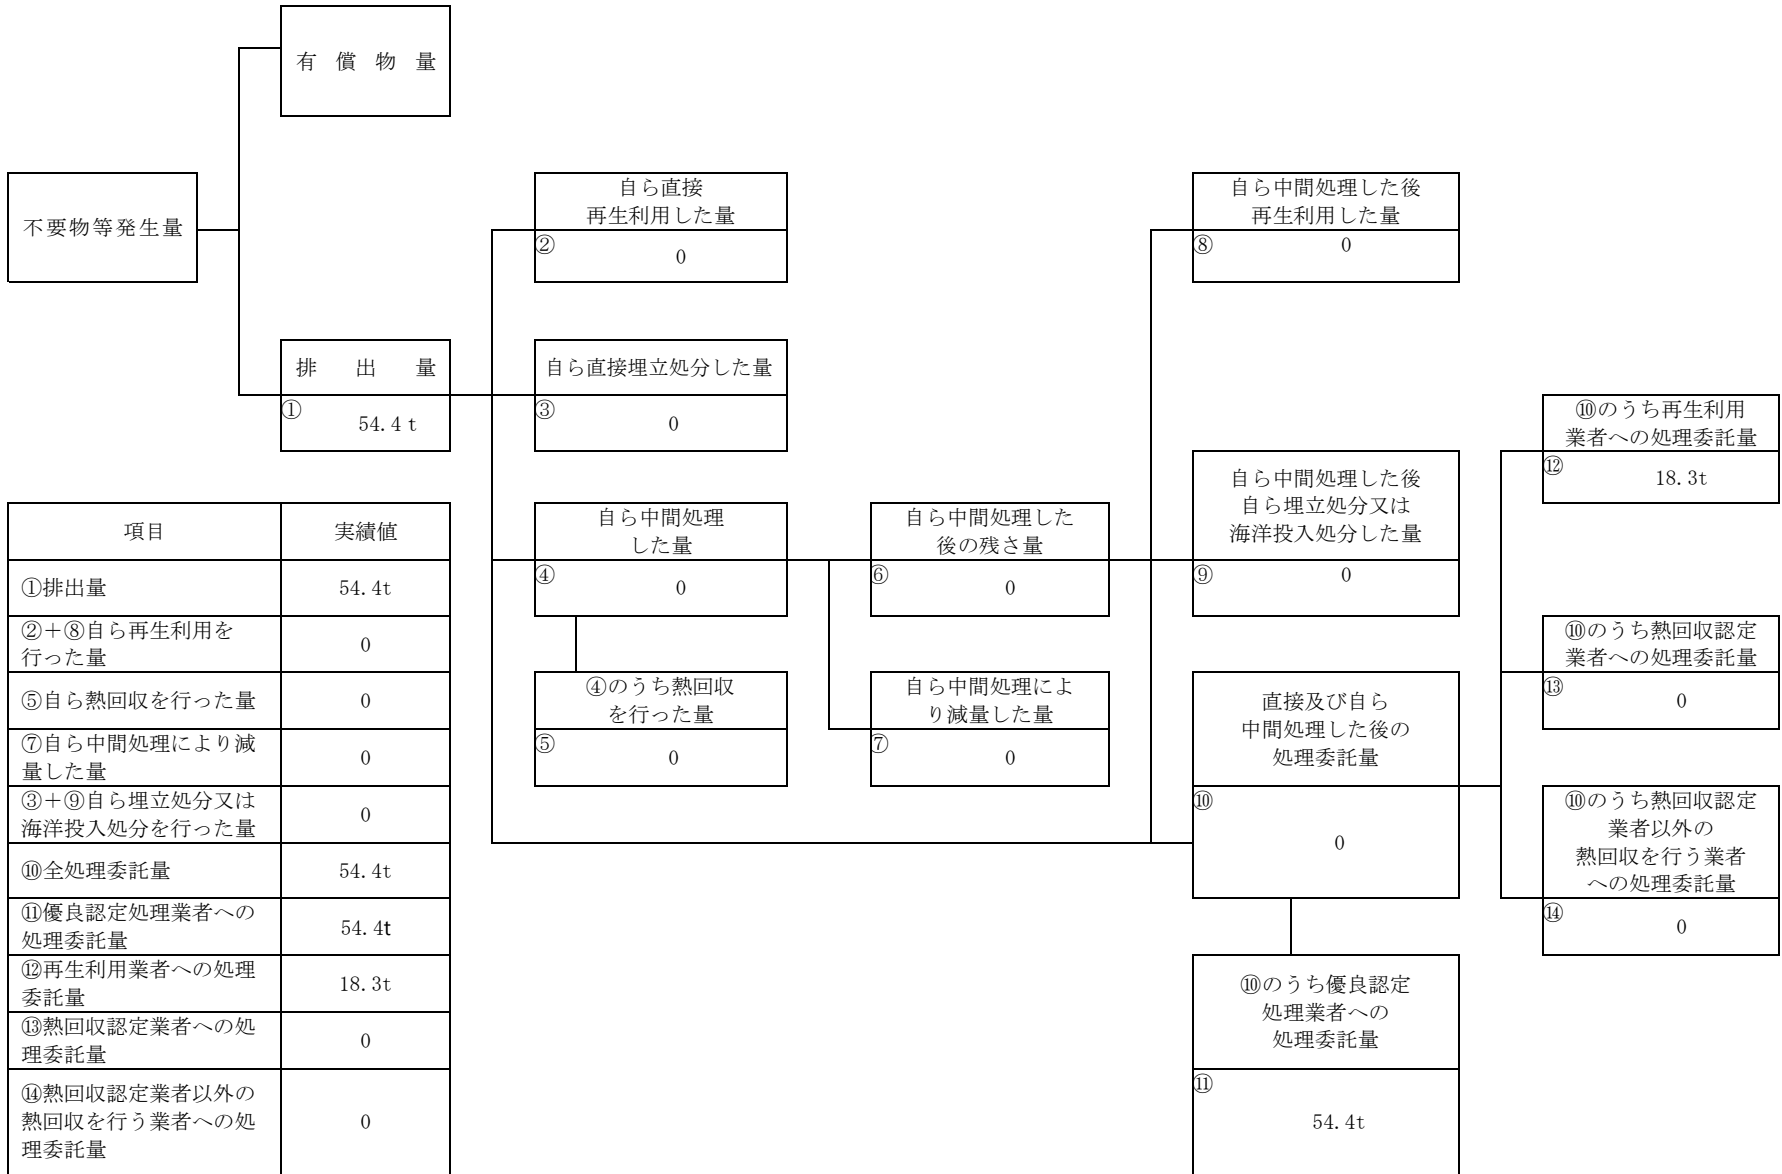 有 償 物 量
不要物等発生量
自ら直接
再生利用した量
②
0
自ら中間処理した後
再生利用した量
⑧
0
排 出 量
①
54.4 t
自ら直接埋立処分した量
③
0
⑩のうち再生利用
業者への処理委託量
⑫
18.3t
自ら中間処理
した量
④
0
自ら中間処理した
後の残さ量
⑥
0
自ら中間処理した後
自ら埋立処分又は
海洋投入処分した量
⑨
0
⑩のうち熱回収認定
業者への処理委託量
⑬
0
④のうち熱回収
を行った量
⑤
0
自ら中間処理によ
り減量した量
⑦
0
直接及び自ら
中間処理した後の
処理委託量
⑩
0
⑩のうち熱回収認定
業者以外の
熱回収を行う業者
への処理委託量
⑭
0
⑩のうち優良認定
処理業者への
処理委託量
⑪
54.4t
項目 実績値
①排出量 54.4t
②+⑧自ら再生利用を
行った量 0
⑤自ら熱回収を行った量 0
⑦自ら中間処理により減
量した量 0
③+⑨自ら埋立処分又は
海洋投入処分を行った量 0
⑩全処理委託量 54.4t
⑪優良認定処理業者への
処理委託量 54.4t
⑫再生利用業者への処理
委託量 18.3t
⑬熱回収認定業者への処
理委託量 0
⑭熱回収認定業者以外の
熱回収を行う業者への処
理委託量 0